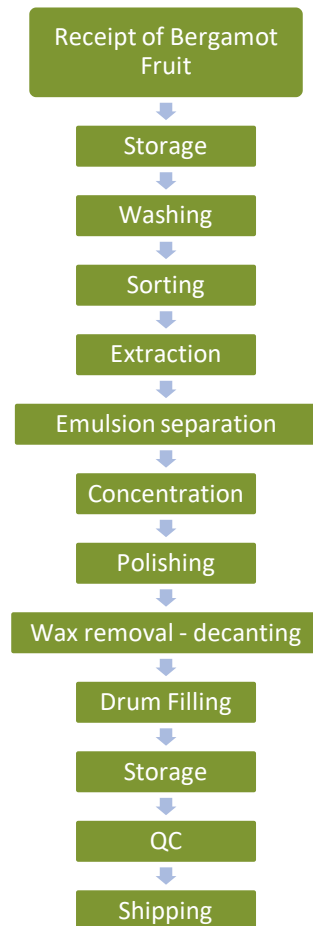 Receipt of Bergamot
Fruit
Storage
Washing
Sorting
Extraction
Emulsion separation
Concentration
Polishing
Wax removal - decanting
Drum Filling
Storage
QC
Shipping